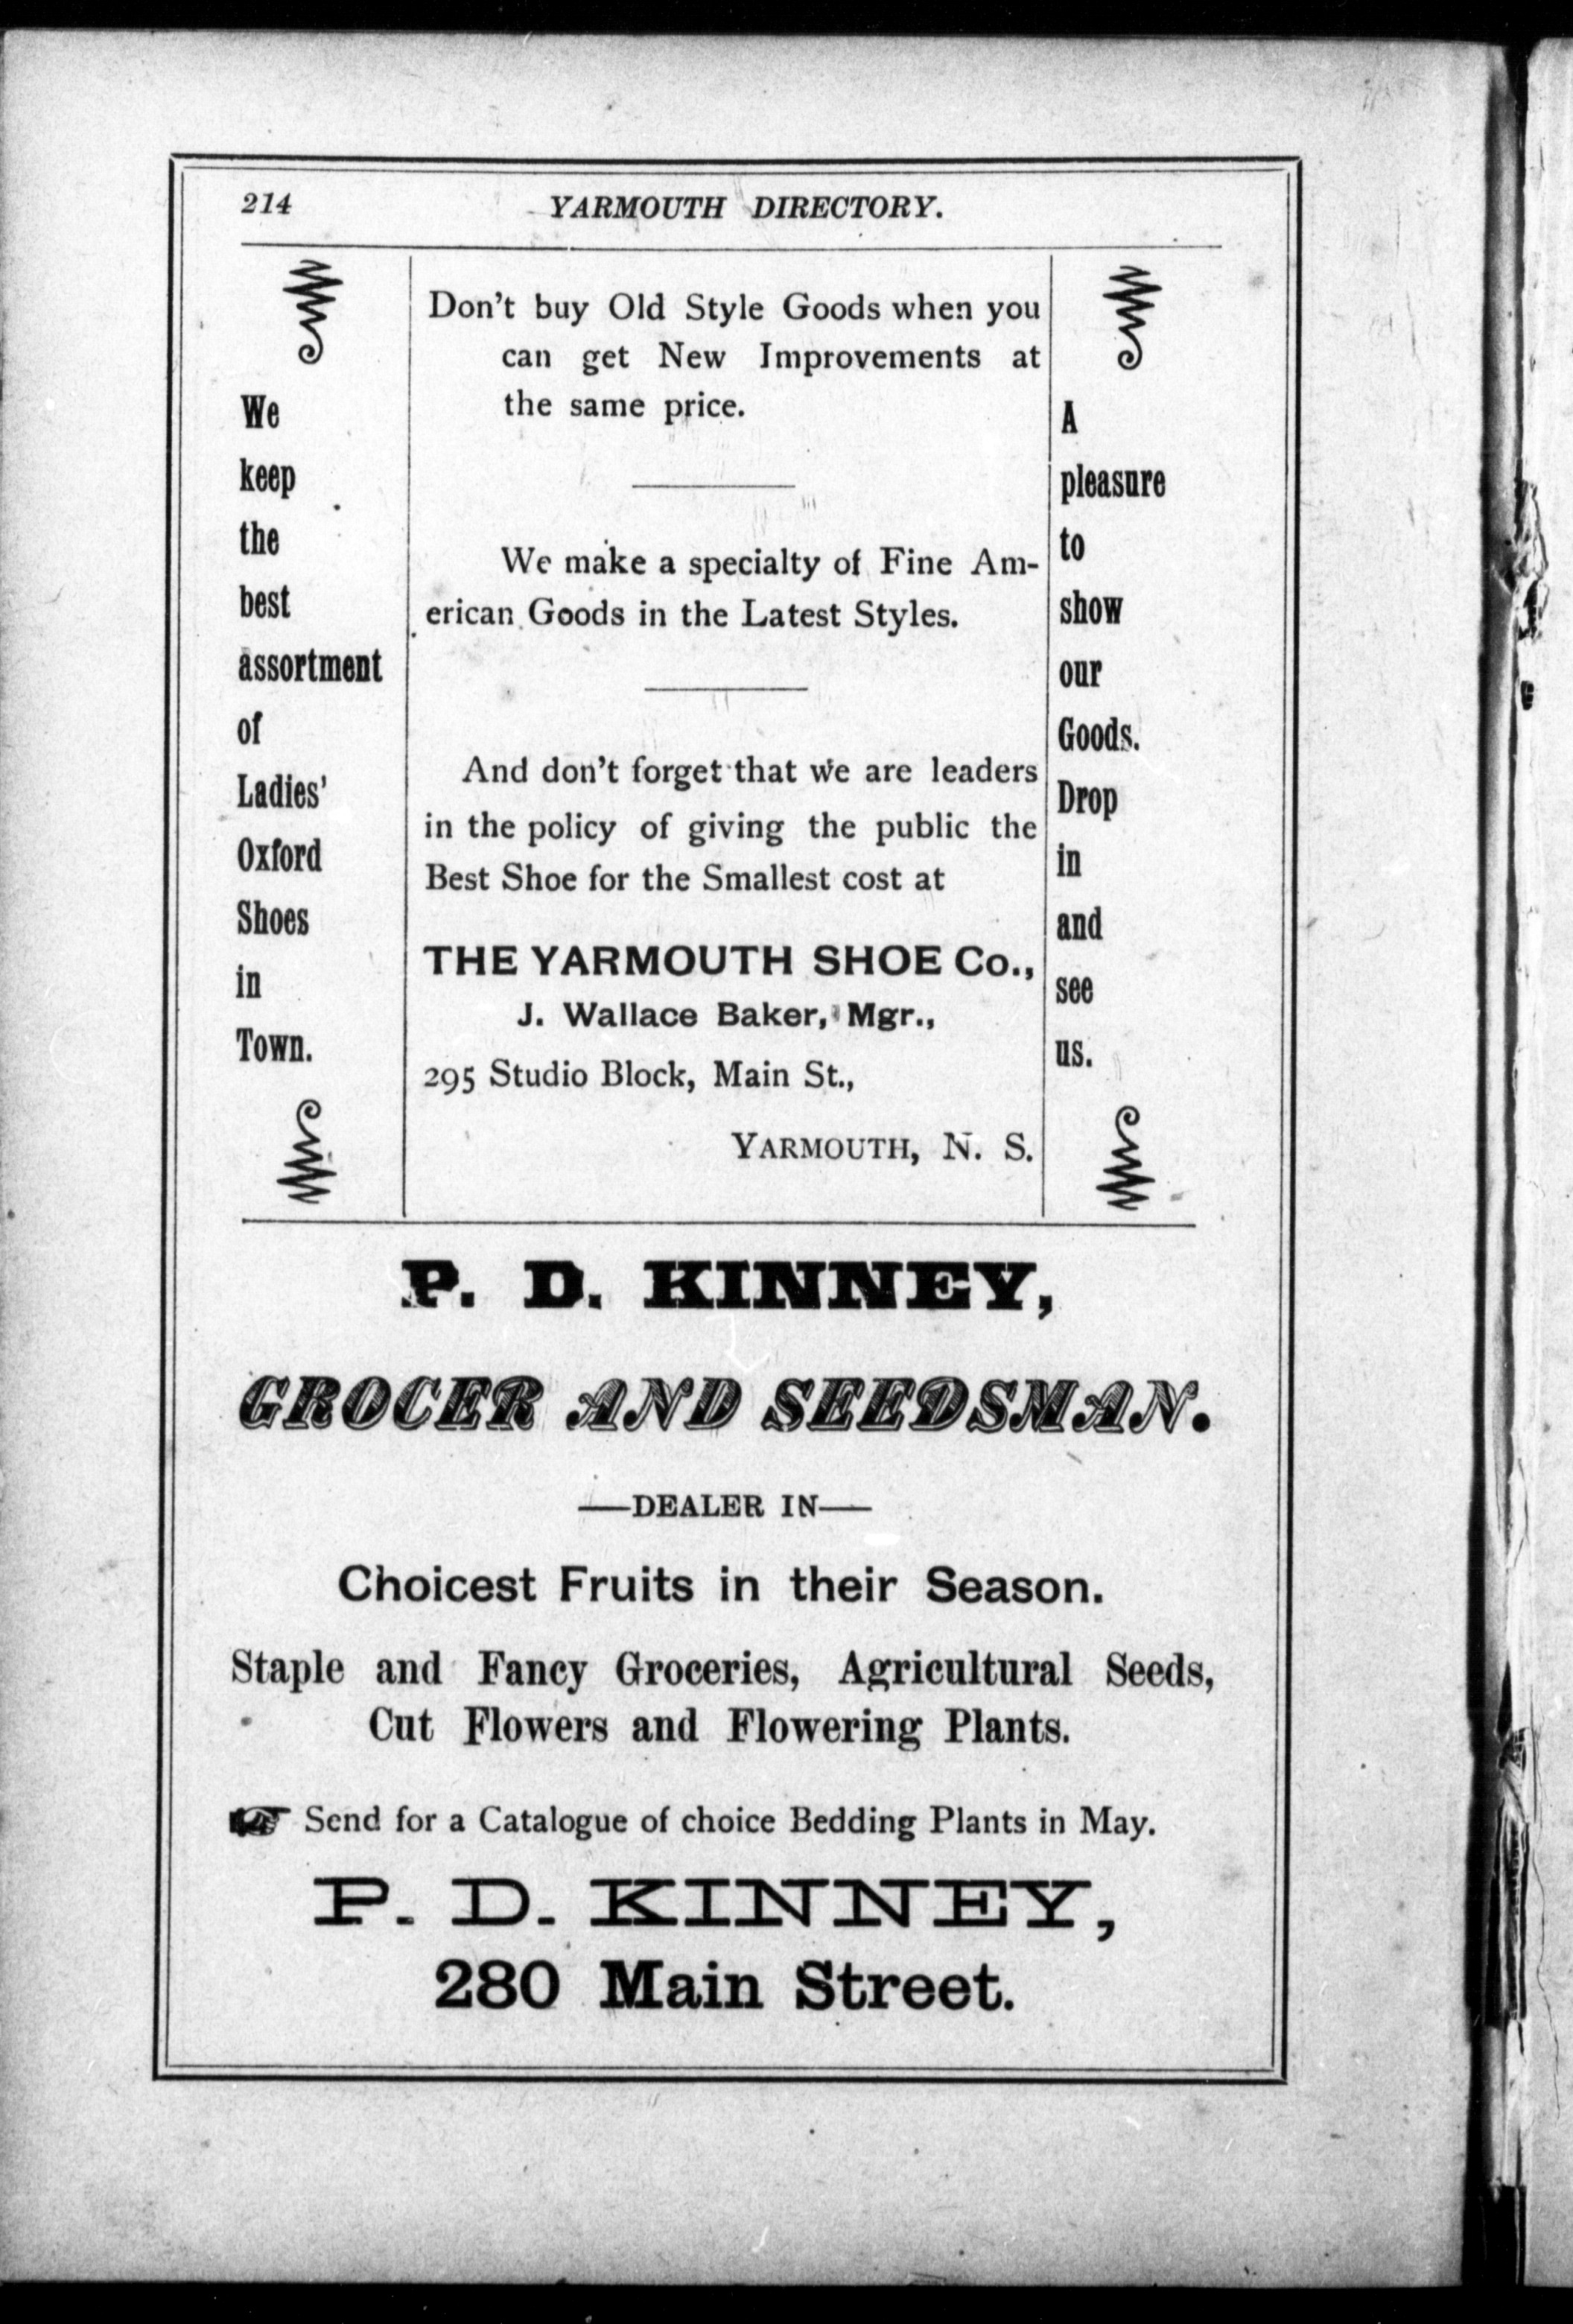 214
YARMOUTH DIRECTORY.
We
keep
the
best
assortment
of
Ladies'
Oxford
Shoes
in
Town.
Don't buy Old Style Goods when you
can get New Improvements at
the same price.
We make a specialty of Fine Am-
erican Goods in the Latest Styles.
And don't forget that we are leaders
in the policy of giving the public the
Best Shoe for the Smallest cost at
THE YARMOUTH SHOE Co.,
J. Wallace Baker, Mgr.,
295 Studio Block, Main St.,
YARMOUTH, N. S.
A
pleasure
to
show
our
Goods.
Drop
in
and
see
us.
P. D. KINNEY,
GROCER AND SEEDSMAN.
—DEALER IN—
Choicest Fruits in their Season.
Staple and Fancy Groceries, Agricultural Seeds,
Cut Flowers and Flowering Plants.
☛ Send for a Catalogue of choice Bedding Plants in May.
P. D. KINNEY,
280 Main Street.